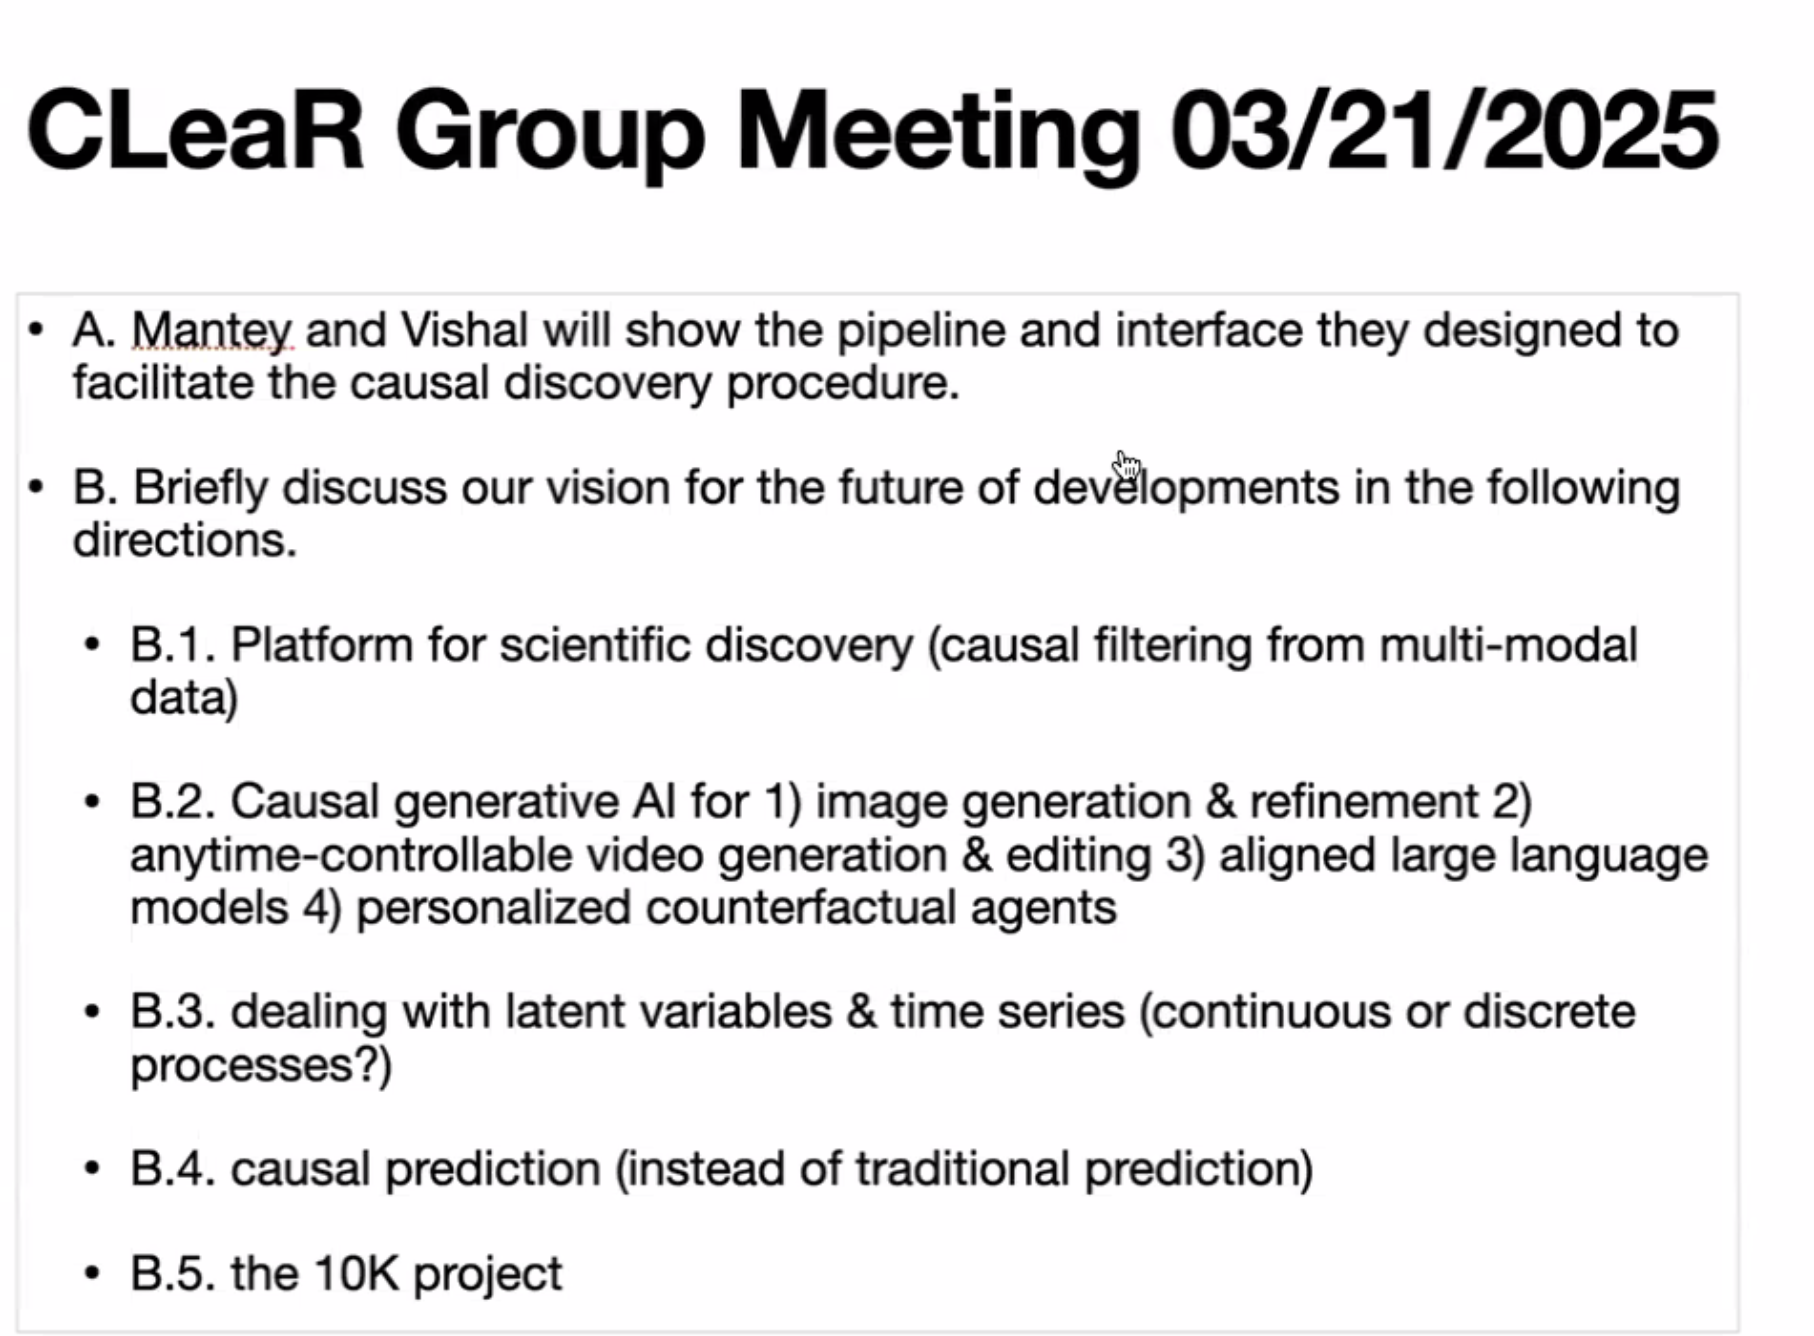 CLeaR Group Meeting 03/21/2025
• A. Mantey and Vishal will show the pipeline and interface they designed to
facilitate the causal discovery procedure.
• B. Briefly discuss our vision for the future of developments in the following
directions.
• B.1. Platform for scientific discovery (causal filtering from multi-modal
data)
• B.2. Causal generative AI for 1) image generation & refinement 2)
anytime-controllable video generation & editing 3) aligned large language
models 4) personalized counterfactual agents
• B.3. dealing with latent variables & time series (continuous or discrete
processes?)
• B.4. causal prediction (instead of traditional prediction)
• B.5. the 10K project